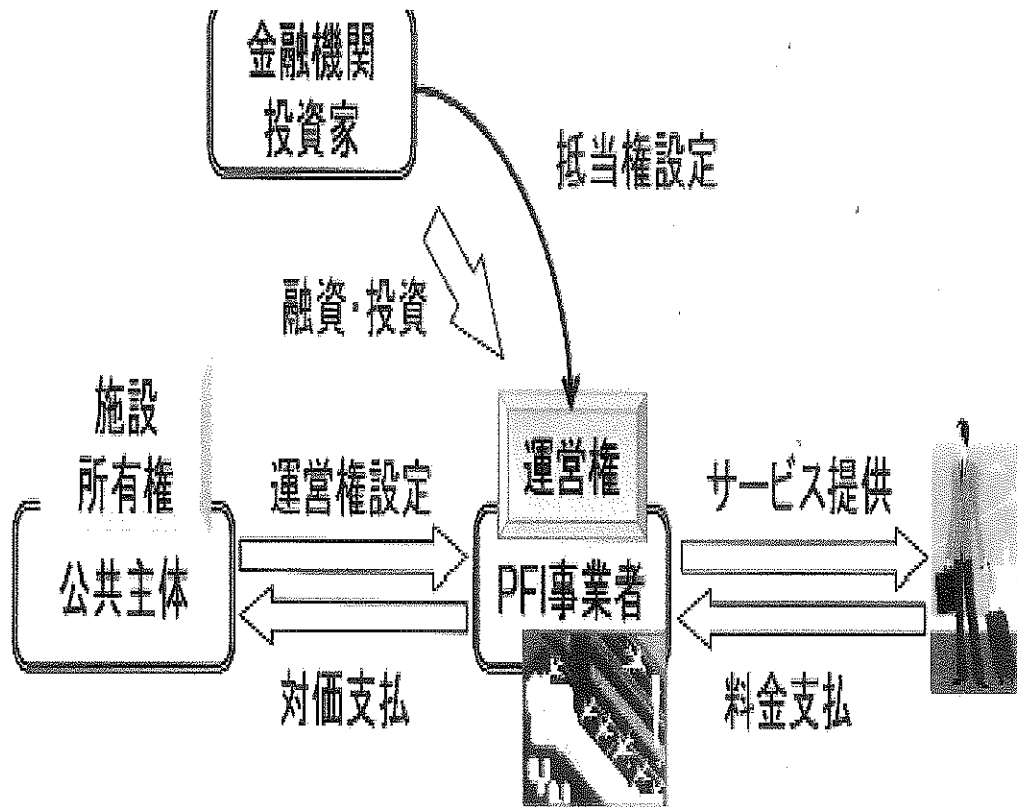 金融機関
投資家
抵当権設定
融資・投資
施設
所有権
運営権設定
運営権
サービス提供
公共主体
PFI事業者
対価支払
料金支払